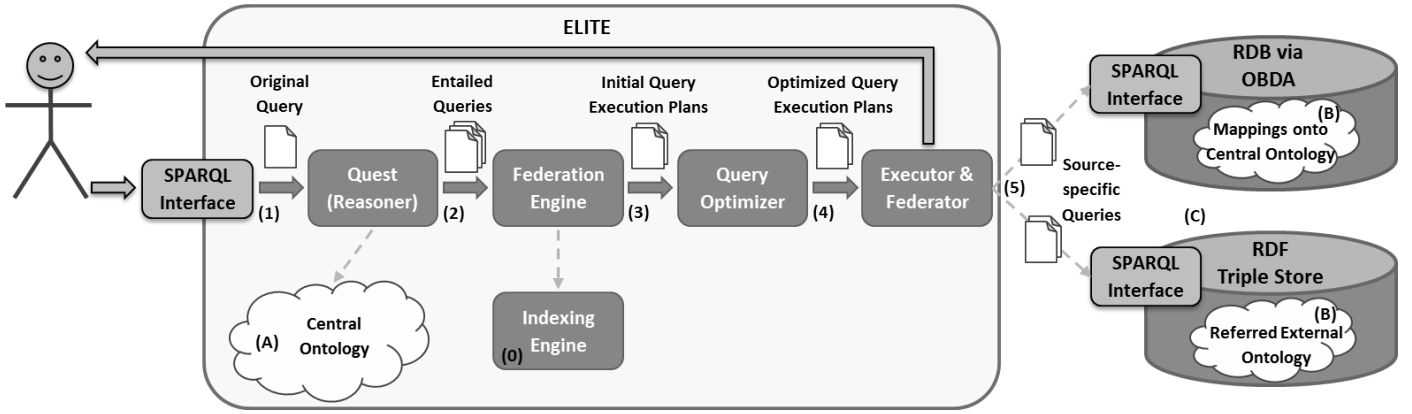 ELITE
Original
Query
Entailed
Queries
Initial Query
Execution Plans
Optimized Query
Execution Plans
SPARQL
Interface
(1)
Quest
(Reasoner)
(2)
Federation
Engine
(3)
Query
Optimizer
(4)
Executor &
Federator
(5)
Source-
specific
Queries
(A)
Central
Ontology
Indexing
Engine
(0)
SPARQL
Interface
RDB via
OBDA
(B)
Mappings onto
Central Ontology
(C)
SPARQL
Interface
RDF
Triple Store
(B)
Referred External
Ontology